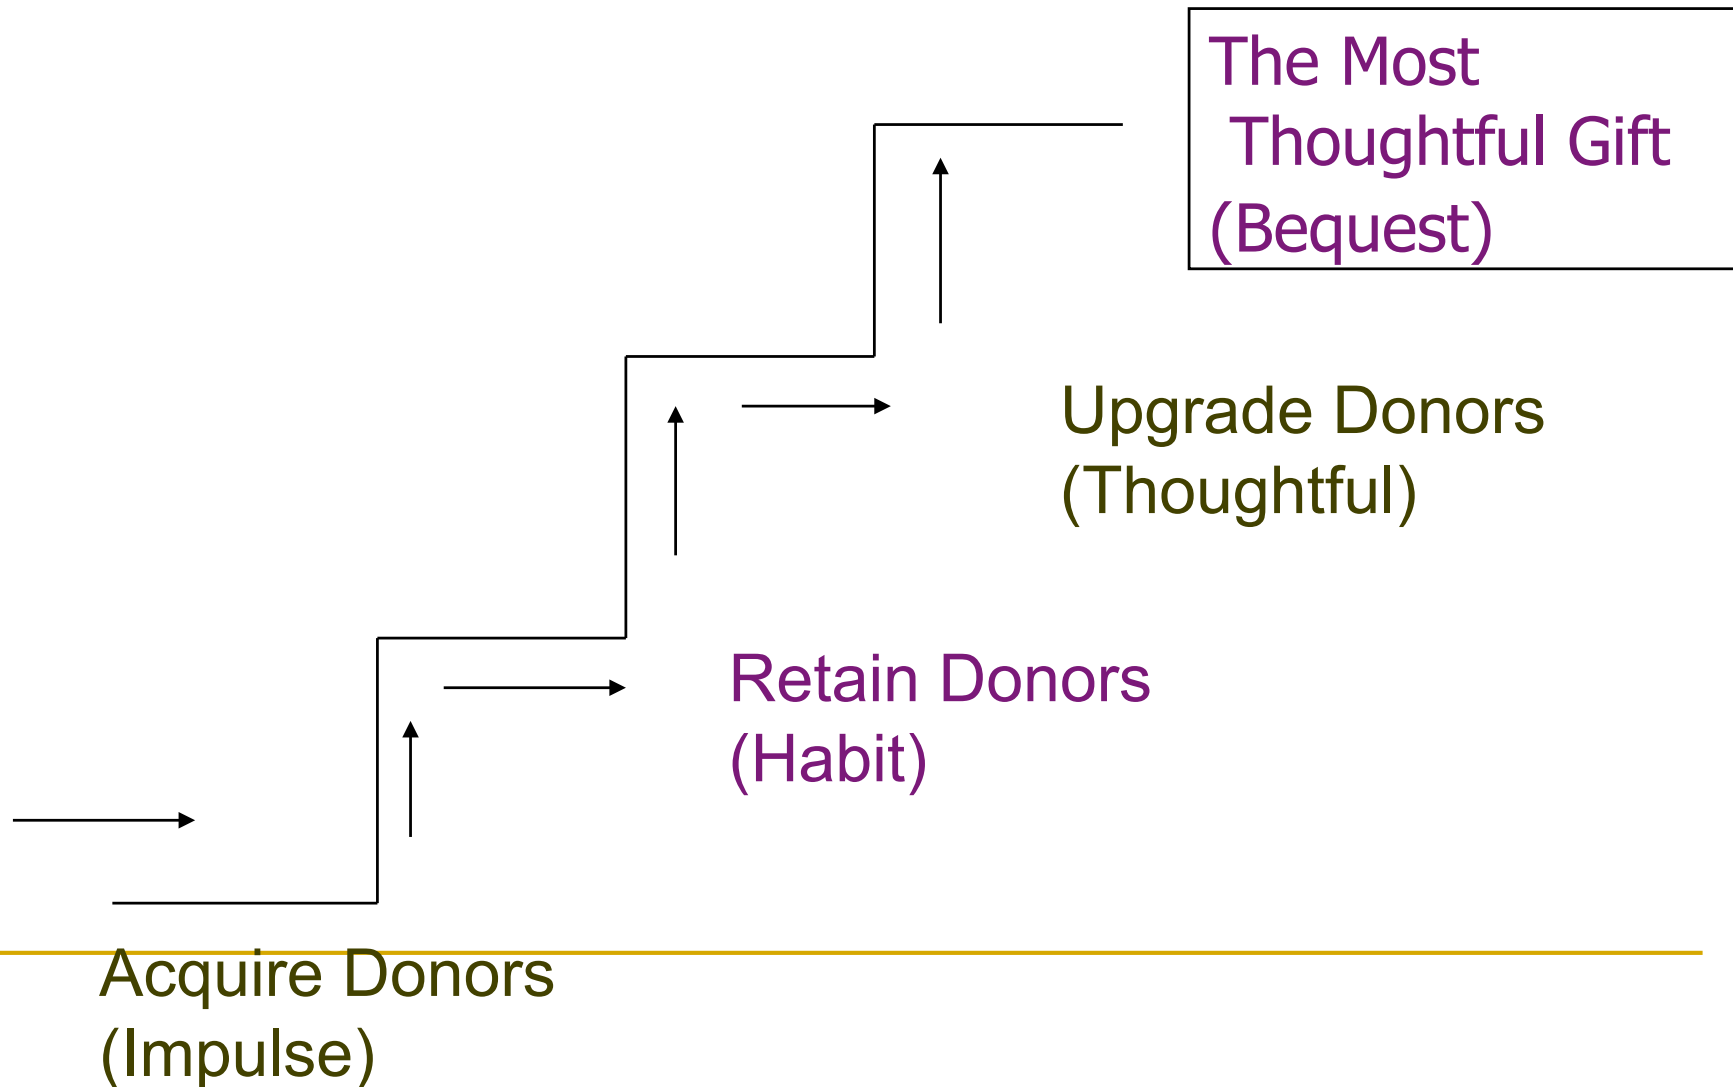 The Most
Thoughtful Gift
(Bequest)
Upgrade Donors
(Thoughtful)
Retain Donors
(Habit)
Acquire Donors
(Impulse)